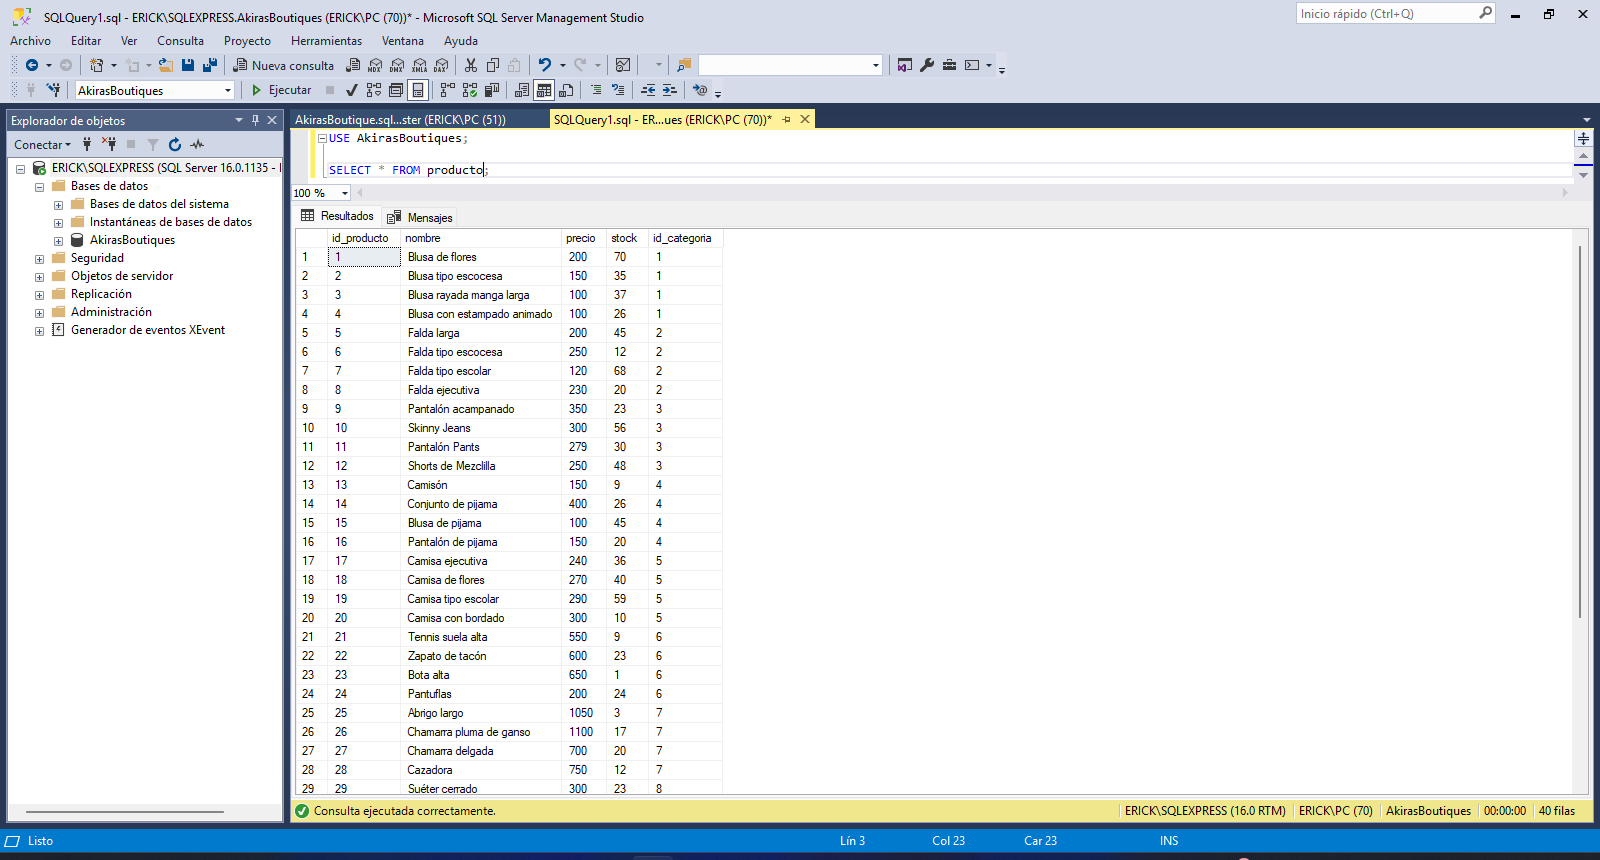 SQLQuery1.sql - ERICK\SQLEXPRESS.AkirasBoutiques (ERICK\PC (70))* - Microsoft SQL Server Management Studio
Inicio rápido (Ctrl+Q)
Archivo Editar Ver Consulta Proyecto Herramientas Ventana Ayuda
Nueva consulta MDX DMX XMLA DAX
AkirasBoutiques Ejecutar
Explorador de objetos
AkirasBoutique.sql...ster (ERICK\PC (51))
SQLQuery1.sql - ER...ues (ERICK\PC (70))*
Conectar
ERICK\SQLEXPRESS (SQL Server 16.0.1135 -
Bases de datos
Bases de datos del sistema
Instantáneas de bases de datos
AkirasBoutiques
Seguridad
Objetos de servidor
Replicación
Administración
Generador de eventos XEvent
USE AkirasBoutiques;
SELECT * FROM producto;
100 %
Resultados Mensajes
id_producto nombre precio stock id_categoria
1 1 Blusa de flores 200 70 1
2 2 Blusa tipo escocesa 150 35 1
3 3 Blusa rayada manga larga 100 37 1
4 4 Blusa con estampado animado 100 26 1
5 5 Falda larga 200 45 2
6 6 Falda tipo escocesa 250 12 2
7 7 Falda tipo escolar 120 68 2
8 8 Falda ejecutiva 230 20 2
9 9 Pantalón acampanado 350 23 3
10 10 Skinny Jeans 300 56 3
11 11 Pantalón Pants 279 30 3
12 12 Shorts de Mezclilla 250 48 3
13 13 Camisón 150 9 4
14 14 Conjunto de pijama 400 26 4
15 15 Blusa de pijama 100 45 4
16 16 Pantalón de pijama 150 20 4
17 17 Camisa ejecutiva 240 36 5
18 18 Camisa de flores 270 40 5
19 19 Camisa tipo escolar 290 59 5
20 20 Camisa con bordado 300 10 5
21 21 Tennis suela alta 550 9 6
22 22 Zapato de tacón 600 23 6
23 23 Bota alta 650 1 6
24 24 Pantuflas 200 24 6
25 25 Abrigo largo 1050 3 7
26 26 Chamarra pluma de ganso 1100 17 7
27 27 Chamarra delgada 700 20 7
28 28 Cazadora 750 12 7
29 29 Suéter cerrado 300 23 8
Consulta ejecutada correctamente.
ERICK\SQLEXPRESS (16.0 RTM) ERICK\PC (70) AkirasBoutiques 00:00:00 40 filas
Listo Lín 3 Col 23 Car 23 INS